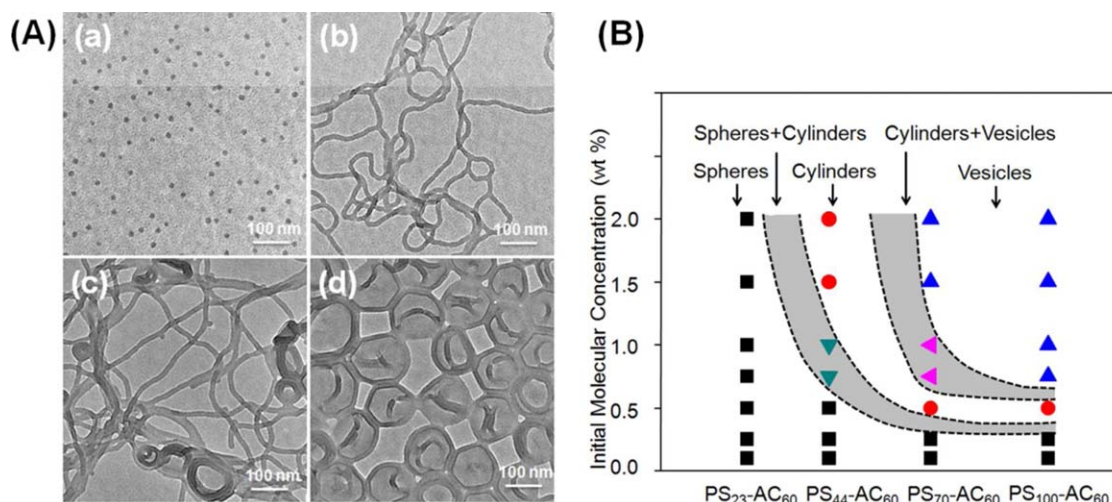 (A)
(a)
(b)
100 nm
100 nm
(c)
(d)
100 nm
100 nm
(B)
Initial Molecular Concentration (wt %)
Spheres+Cylinders Cylinders+Vesicles
Spheres Cylinders Vesicles
2.0
1.5
1.0
0.5
0.0
PS₂₃-AC₆₀ PS₄₄-AC₆₀ PS₇₀-AC₆₀ PS₁₀₀-AC₆₀